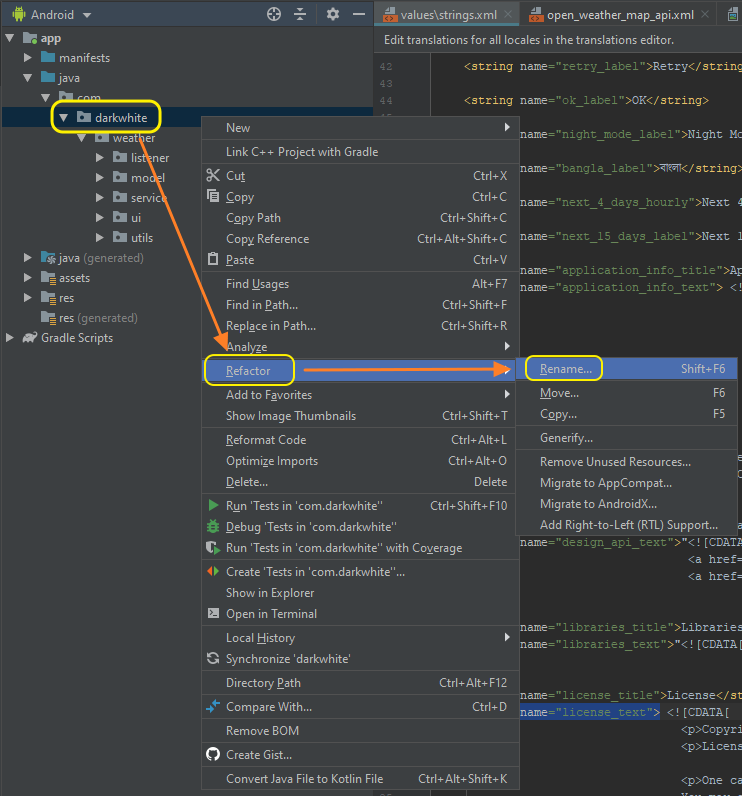 Android
values\strings.xml
open_weather_map_api.xml
Edit translations for all locales in the translations editor.
app
manifests
java
com
darkwhite
weather
listener
model
service
ui
utils
java (generated)
assets
res
res (generated)
Gradle Scripts
New
Link C++ Project with Gradle
Cut Ctrl+X
Copy Ctrl+C
Copy Path Ctrl+Shift+C
Copy Reference Ctrl+Alt+Shift+C
Paste Ctrl+V
Find Usages Alt+F7
Find in Path... Ctrl+Shift+F
Replace in Path... Ctrl+Shift+R
Analyze
Refactor
Add to Favorites
Show Image Thumbnails Ctrl+Shift+T
Reformat Code Ctrl+Alt+L
Optimize Imports Ctrl+Alt+O
Delete... Delete
Run 'Tests in 'com.darkwhite'' Ctrl+Shift+F10
Debug 'Tests in 'com.darkwhite''
Run 'Tests in 'com.darkwhite'' with Coverage
Create 'Tests in 'com.darkwhite''...
Show in Explorer
Open in Terminal
Local History
Synchronize 'darkwhite'
Directory Path Ctrl+Alt+F12
Compare With... Ctrl+D
Remove BOM
Create Gist...
Convert Java File to Kotlin File Ctrl+Alt+Shift+K
Rename... Shift+F6
Move... F6
Copy... F5
Generify...
Remove Unused Resources...
Migrate to AppCompat...
Migrate to AndroidX...
Add Right-to-Left (RTL) Support...
42 <string name="retry_label">Retry</string
43
44 <string name="ok_label">OK</string>
name="night_mode_label">Night Mo
name="bangla_label">বাংলা</string>
name="next_4_days_hourly">Next 4
name="next_15_days_label">Next 1
name="application_info_title">Ap
name="application_info_text"> <!
name="design_api_text">"<![CDATA
<a href=
<a href=
name="libraries_title">Libraries
name="libraries_text">"<![CDATA[
name="license_title">License</st
name="license_text"> <![CDATA[
<p>Copyri
<p>Licens
<p>One ca